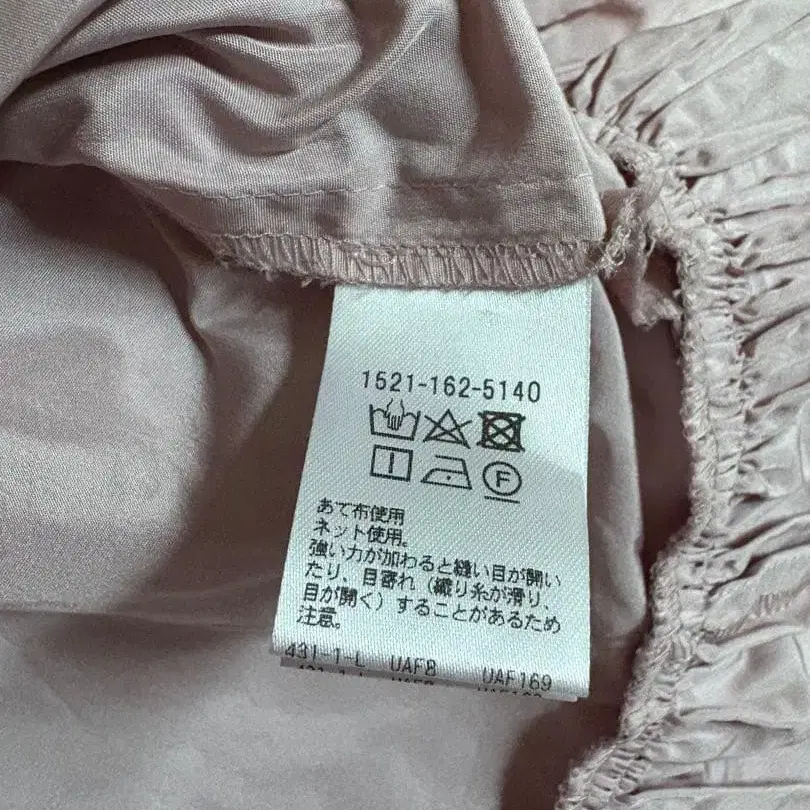 1521-162-5140
F
あて布使用
ネット使用。
強い力が加わると縫い目が開い
たり、目寄れ（織り糸が滑り、
目が開く）することがあるため
注意。
431-1-L UAF8 UAF169